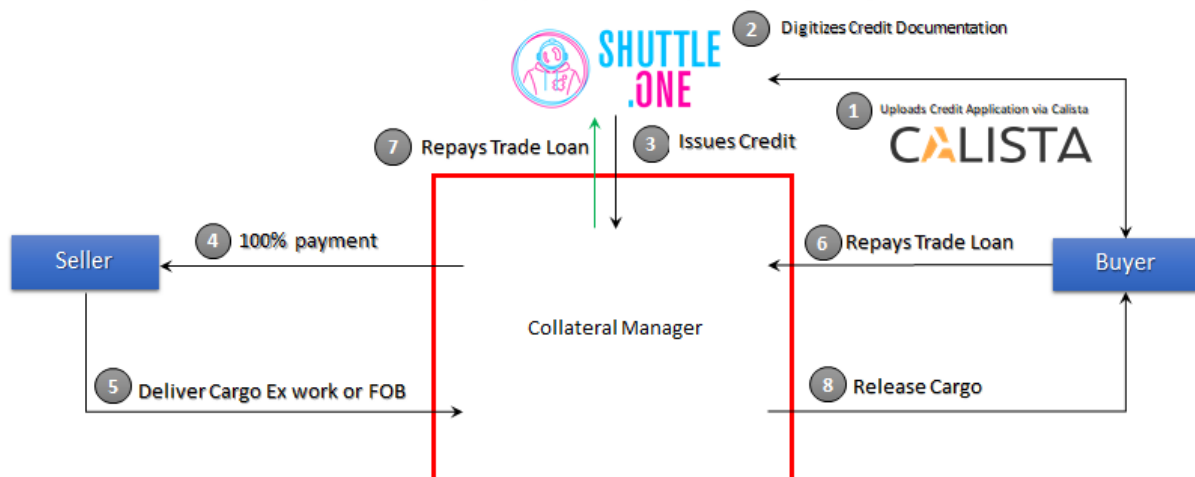 2 Digitizes Credit Documentation
SHUTTLE
.ONE
1 Uploads Credit Application via Calista
CALISTA
7 Repays Trade Loan
3 Issues Credit
4 100% payment
6 Repays Trade Loan
Seller
Buyer
Collateral Manager
5 Deliver Cargo Ex work or FOB
8 Release Cargo